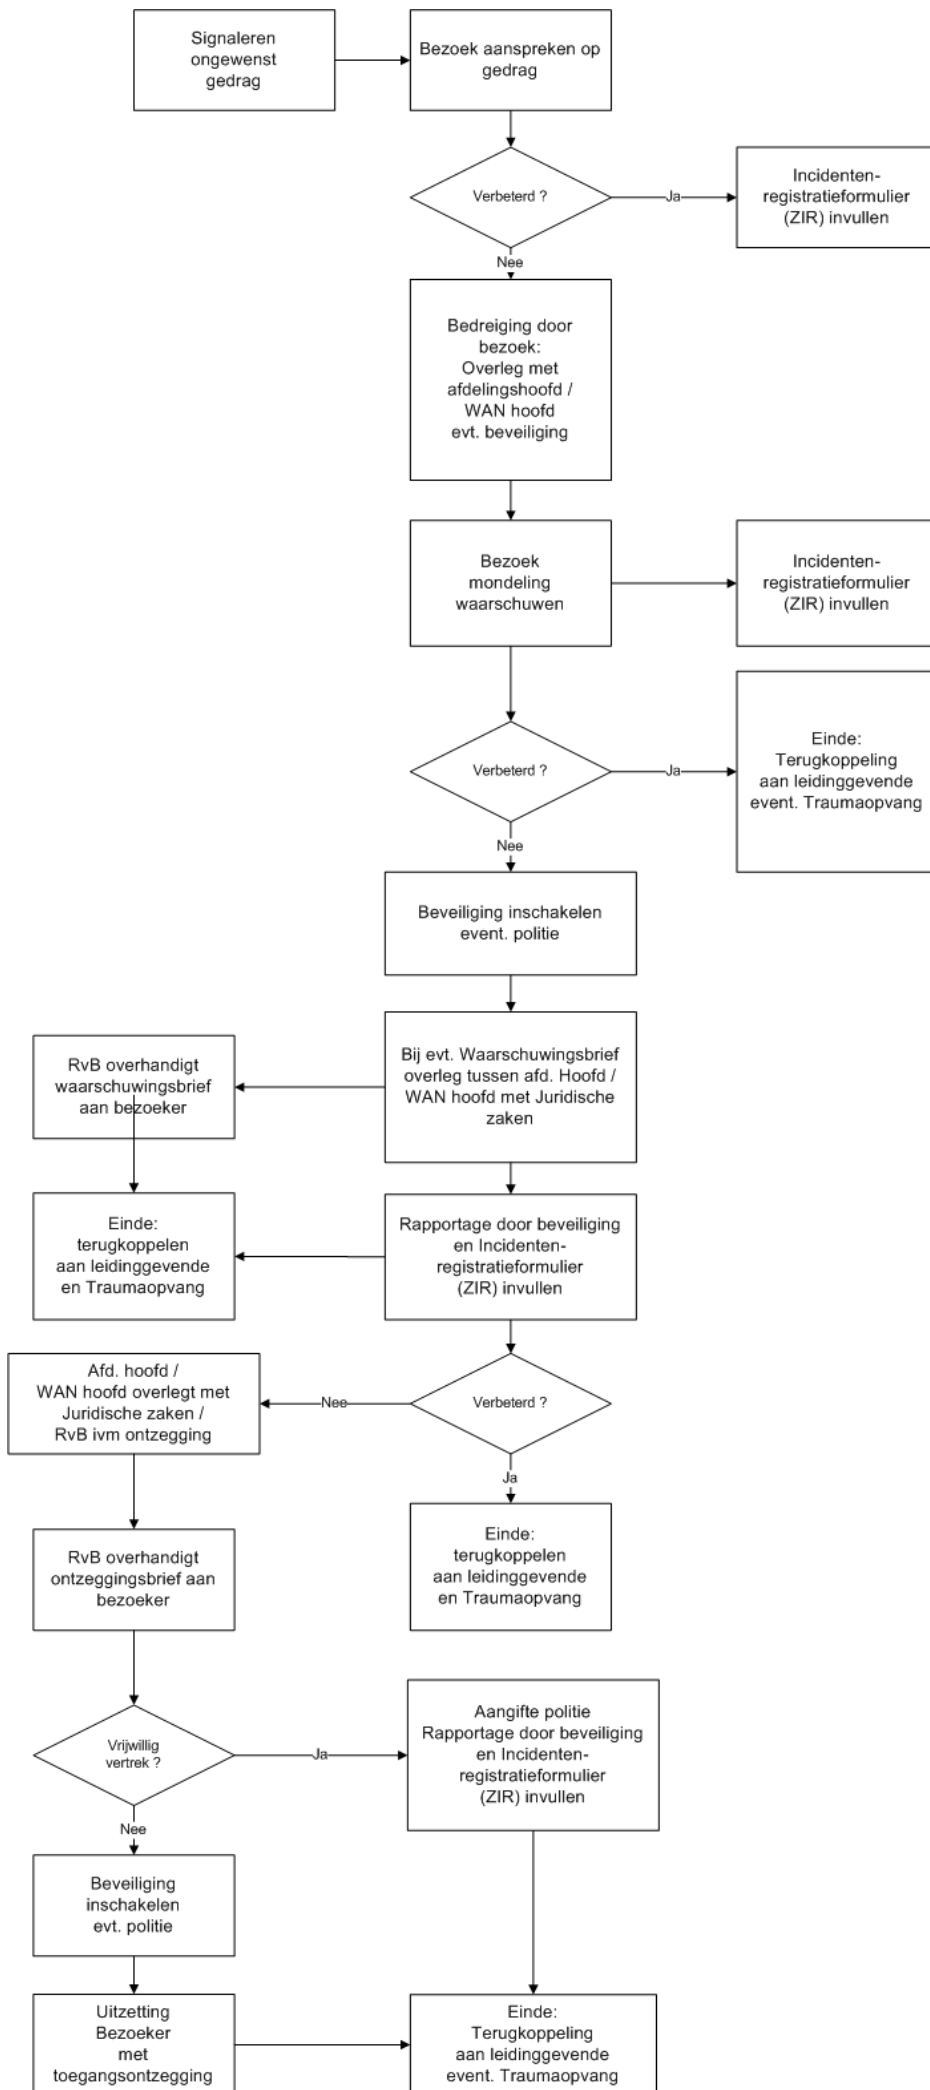 Signaleren
ongewenst
gedrag
Bezoek aanspreken op
gedrag
Verbeterd ?
Ja
Incidenten-
registratieformulier
(ZIR) invullen
Nee
Bedreiging door
bezoek:
Overleg met
afdelingshoofd /
WAN hoofd
evt. beveiliging
Bezoek
mondeling
waarschuwen
Incidenten-
registratieformulier
(ZIR) invullen
Verbeterd ?
Ja
Einde:
Terugkoppeling
aan leidinggevende
event. Traumaopvang
Nee
Beveiliging inschakelen
event. politie
Bij evt. Waarschuwingsbrief
overleg tussen afd. Hoofd /
WAN hoofd met Juridische
zaken
RvB overhandigt
waarschuwingsbrief
aan bezoeker
Rapportage door beveiliging
en Incidenten-
registratieformulier
(ZIR) invullen
Einde:
terugkoppelen
aan leidinggevende
en Traumaopvang
Verbeterd ?
Nee
Afd. hoofd /
WAN hoofd overlegt met
Juridische zaken /
RvB ivm ontzegging
Ja
Einde:
terugkoppelen
aan leidinggevende
en Traumaopvang
RvB overhandigt
ontzeggingsbrief aan
bezoeker
Vrijwillig
vertrek ?
Ja
Aangifte politie
Rapportage door beveiliging
en Incidenten-
registratieformulier
(ZIR) invullen
Nee
Beveiliging
inschakelen
evt. politie
Uitzetting
Bezoeker
met
toegangsontzegging
Einde:
Terugkoppeling
aan leidinggevende
event. Traumaopvang